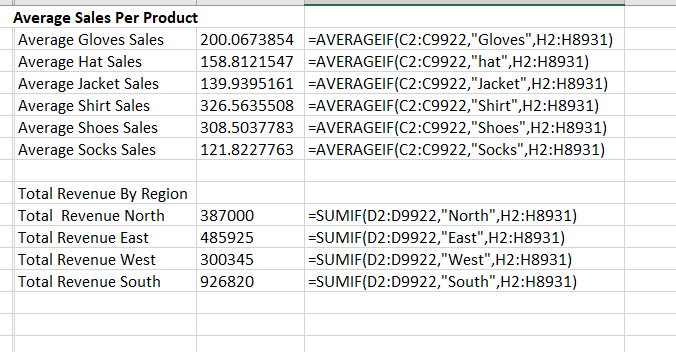 Average Sales Per Product
Average Gloves Sales 200.0673854 =AVERAGEIF(C2:C9922,"Gloves",H2:H8931)
Average Hat Sales 158.8121547 =AVERAGEIF(C2:C9922,"hat",H2:H8931)
Average Jacket Sales 139.9395161 =AVERAGEIF(C2:C9922,"Jacket",H2:H8931)
Average Shirt Sales 326.5635508 =AVERAGEIF(C2:C9922,"Shirt",H2:H8931)
Average Shoes Sales 308.5037783 =AVERAGEIF(C2:C9922,"Shoes",H2:H8931)
Average Socks Sales 121.8227763 =AVERAGEIF(C2:C9922,"Socks",H2:H8931)
Total Revenue By Region
Total  Revenue North 387000 =SUMIF(D2:D9922,"North",H2:H8931)
Total Revenue East 485925 =SUMIF(D2:D9922,"East",H2:H8931)
Total Revenue West 300345 =SUMIF(D2:D9922,"West",H2:H8931)
Total Revenue South 926820 =SUMIF(D2:D9922,"South",H2:H8931)